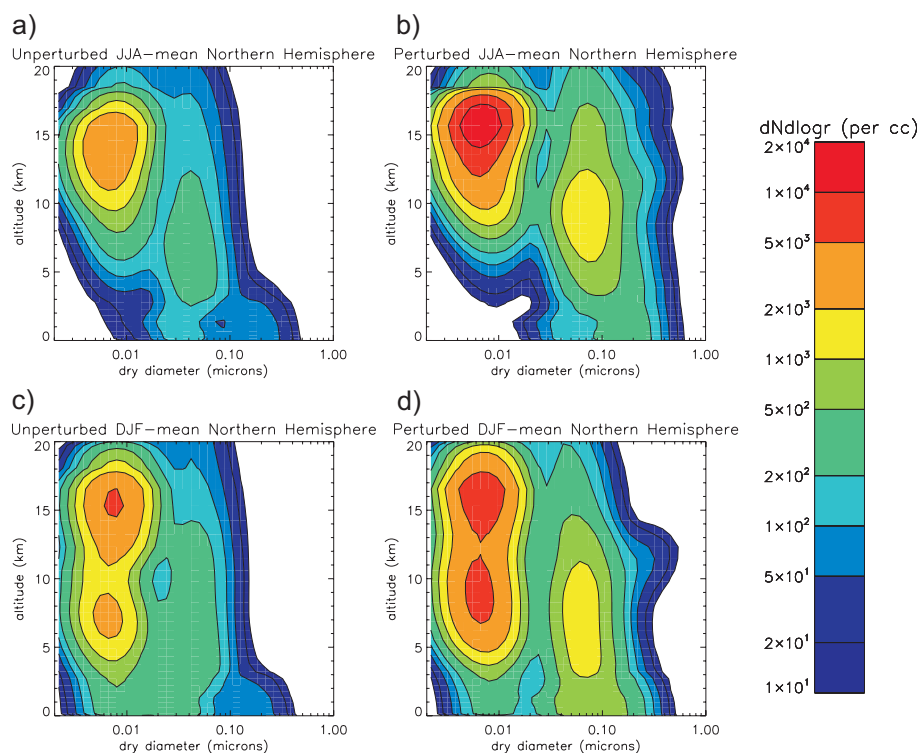 a)
Unperturbed JJA-mean Northern Hemisphere
20
15
10
5
0
altitude (km)
0.01 0.10 1.00
dry diameter (microns)
b)
Perturbed JJA-mean Northern Hemisphere
20
15
10
5
0
altitude (km)
0.01 0.10 1.00
dry diameter (microns)
c)
Unperturbed DJF-mean Northern Hemisphere
20
15
10
5
0
altitude (km)
0.01 0.10 1.00
dry diameter (microns)
d)
Perturbed DJF-mean Northern Hemisphere
20
15
10
5
0
altitude (km)
0.01 0.10 1.00
dry diameter (microns)
dNdlogr (per cc)
2×10⁴
1×10⁴
5×10³
2×10³
1×10³
5×10²
2×10²
1×10²
5×10¹
2×10¹
1×10¹